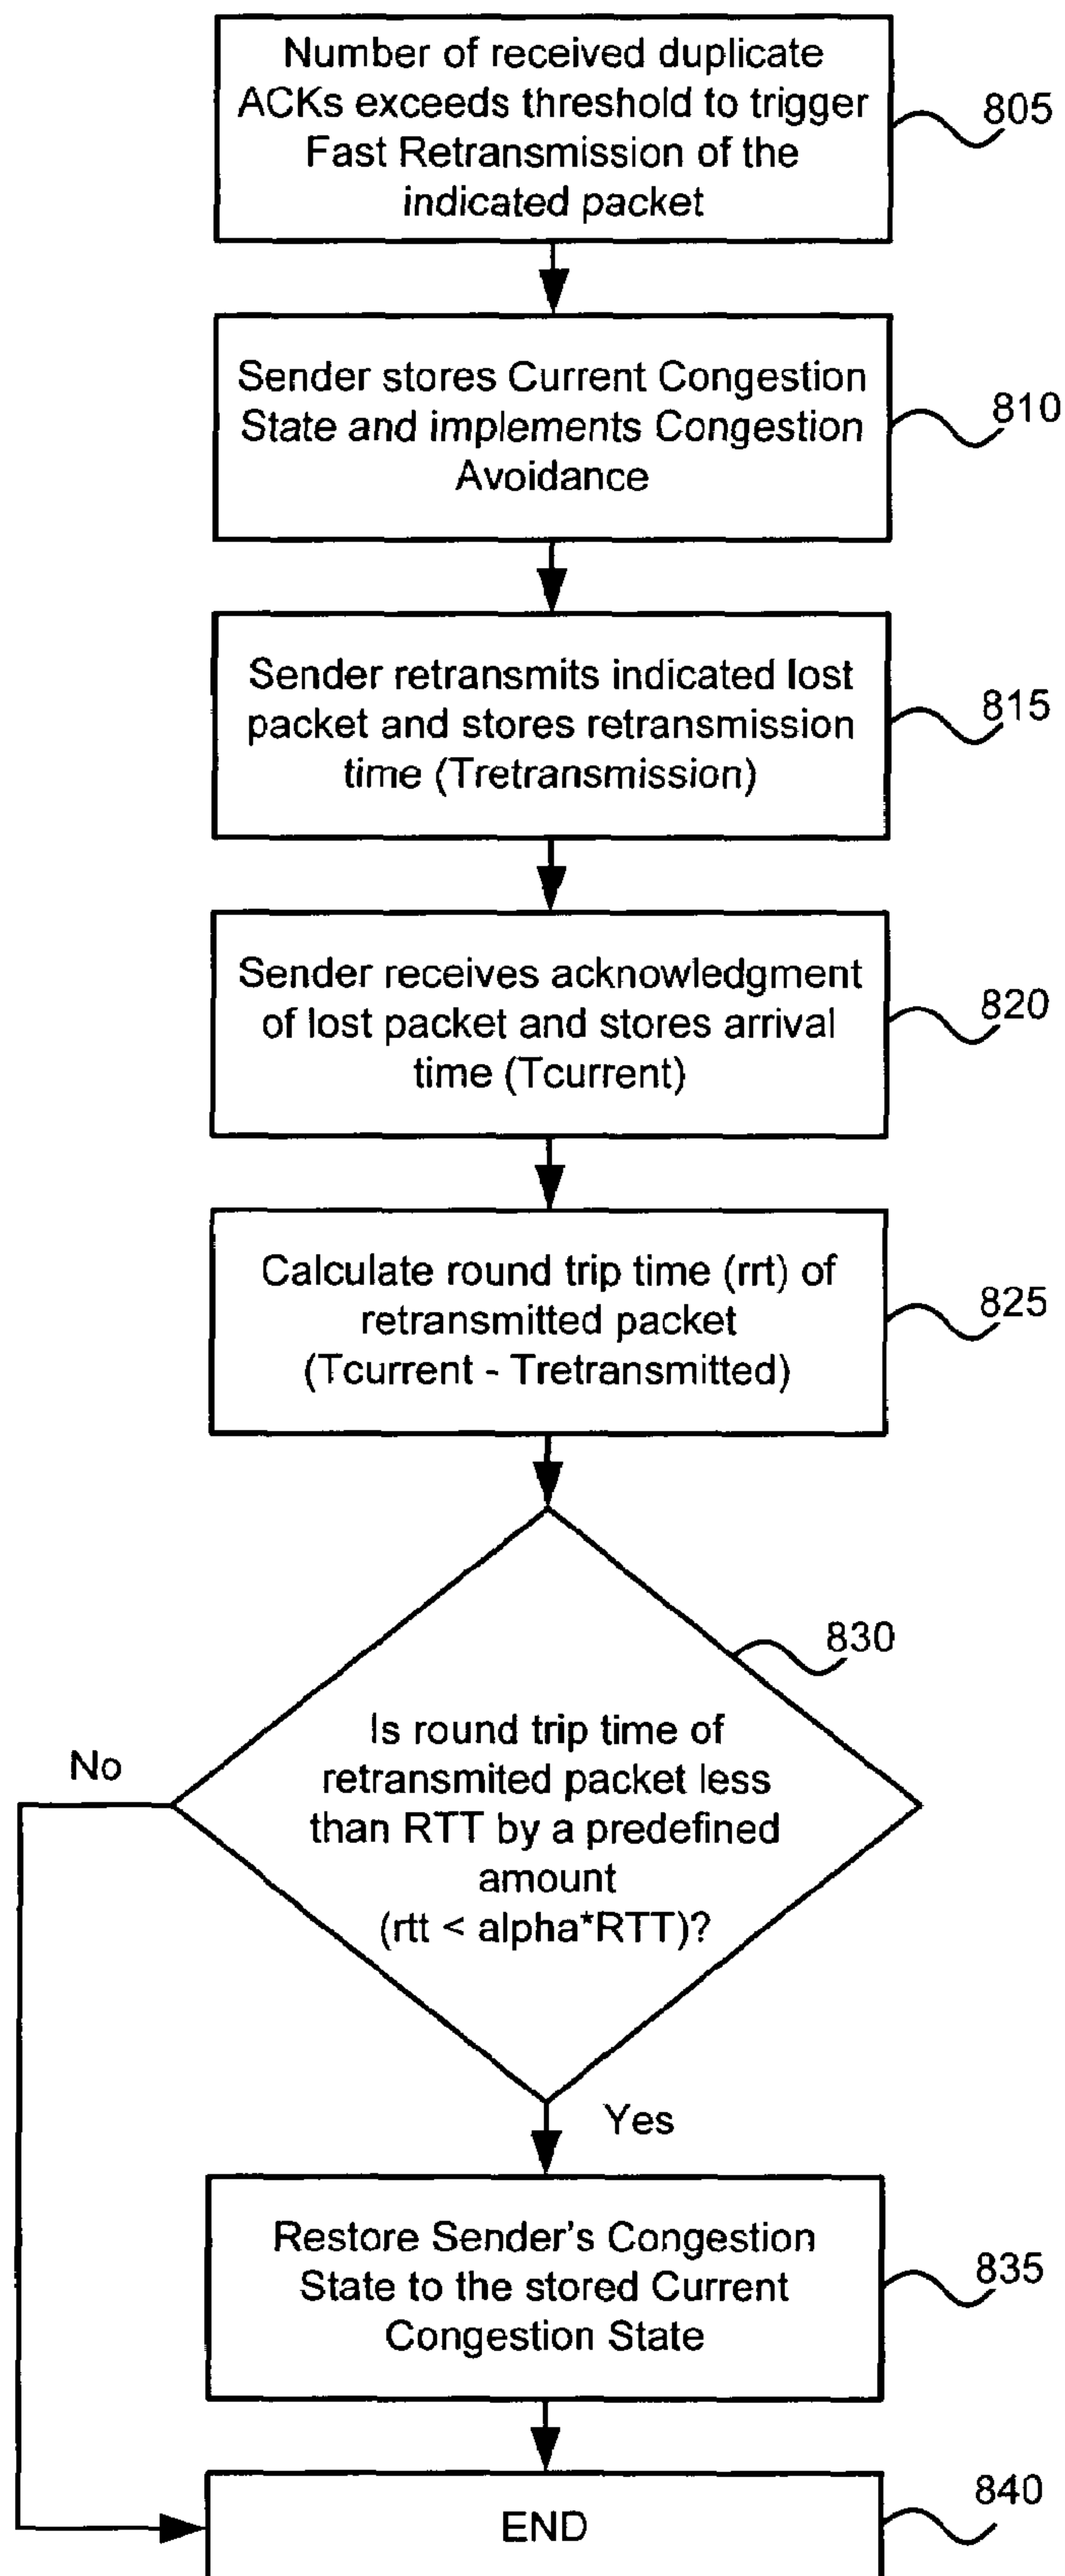 Number of received duplicate
ACKs exceeds threshold to trigger
Fast Retransmission of the
indicated packet
805
Sender stores Current Congestion
State and implements Congestion
Avoidance
810
Sender retransmits indicated lost
packet and stores retransmission
time (Tretransmission)
815
Sender receives acknowledgment
of lost packet and stores arrival
time (Tcurrent)
820
Calculate round trip time (rrt) of
retransmitted packet
(Tcurrent - Tretransmitted)
825
830
Is round trip time of
retransmited packet less
than RTT by a predefined
amount
(rtt < alpha*RTT)?
No
Yes
Restore Sender's Congestion
State to the stored Current
Congestion State
835
END
840